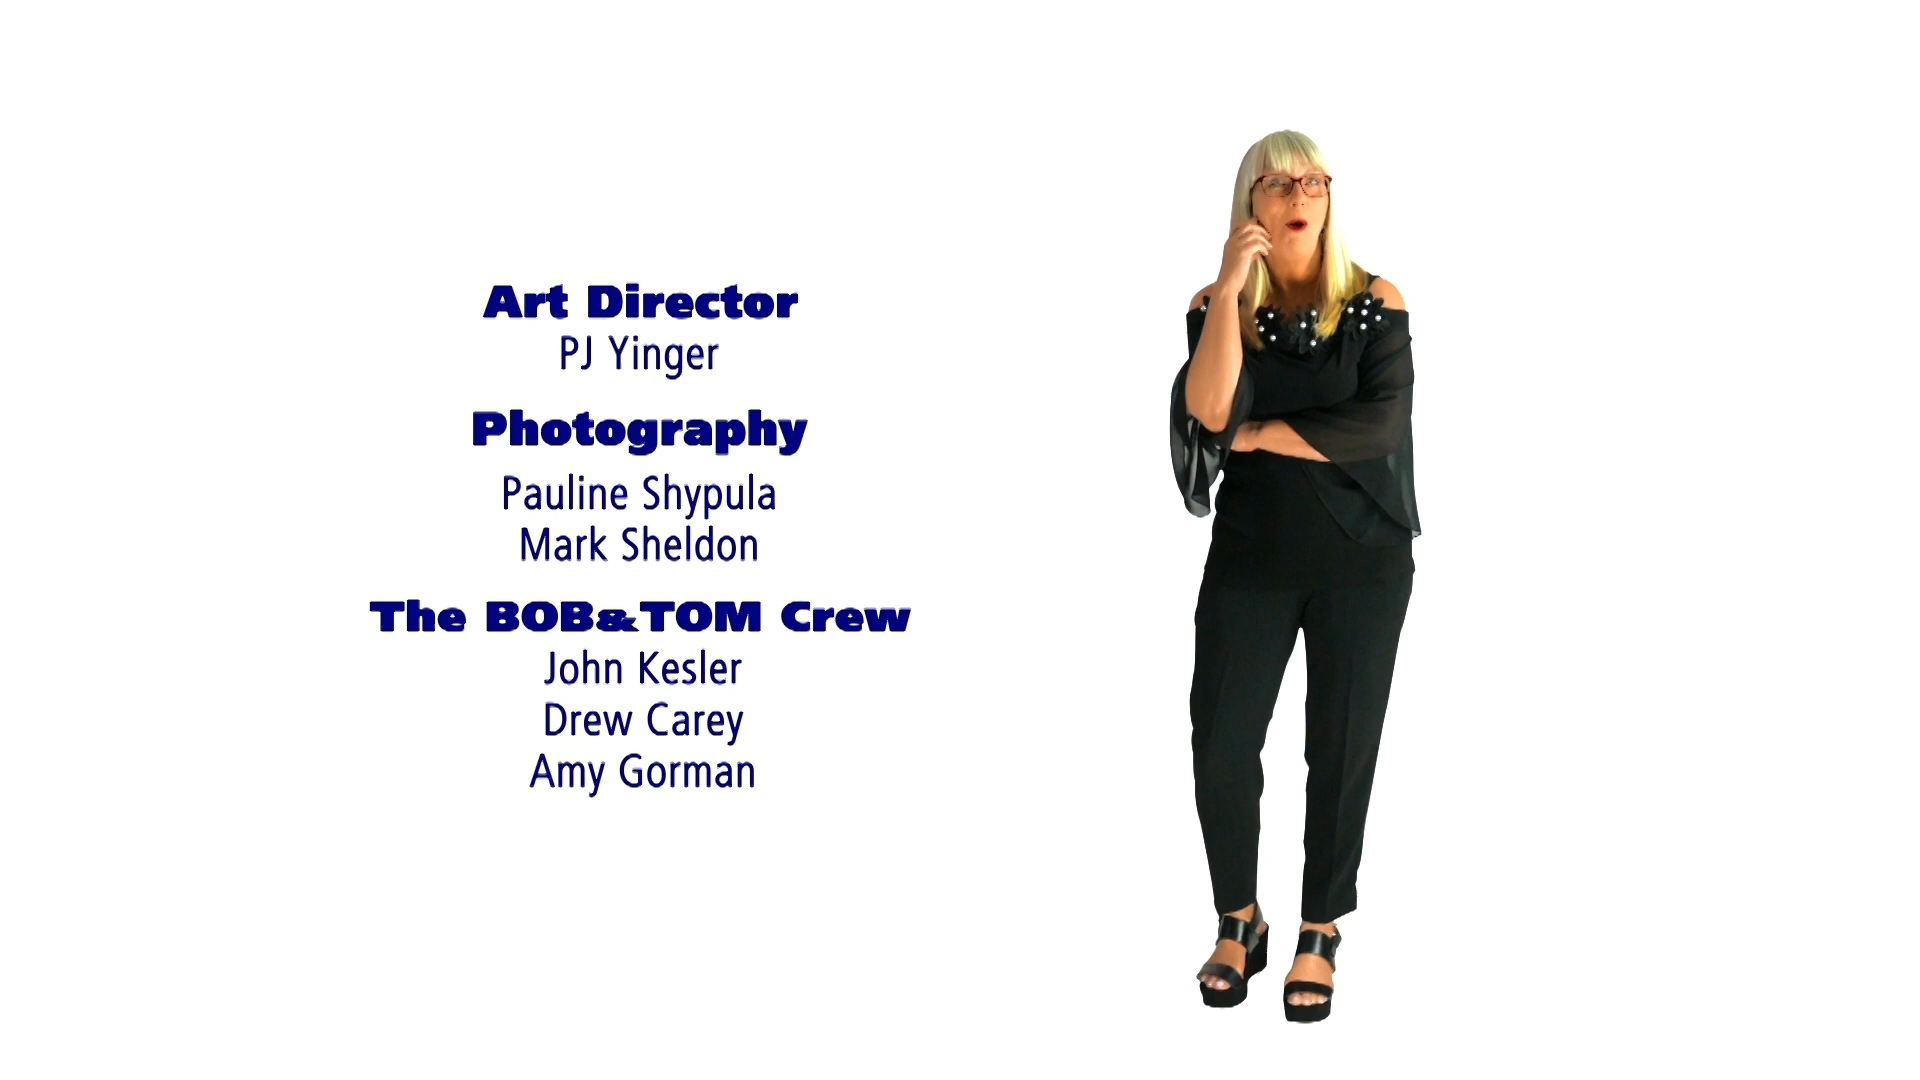 Art Director
PJ Yinger
Photography
Pauline Shypula
Mark Sheldon
The BOB&TOM Crew
John Kesler
Drew Carey
Amy Gorman